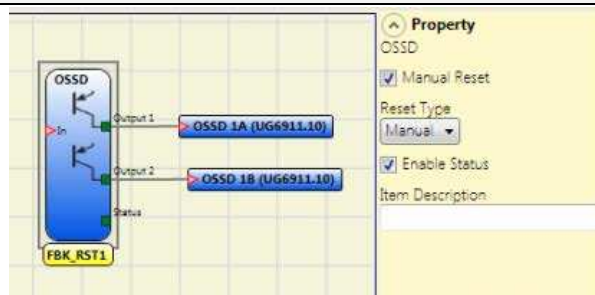 OSSD
In
Output 1
OSSD 1A (UG6911.10)
Output 2
OSSD 1B (UG6911.10)
Status
FBK_RST1
Property
OSSD
Manual Reset
Reset Type
Manual
Enable Status
Item Description